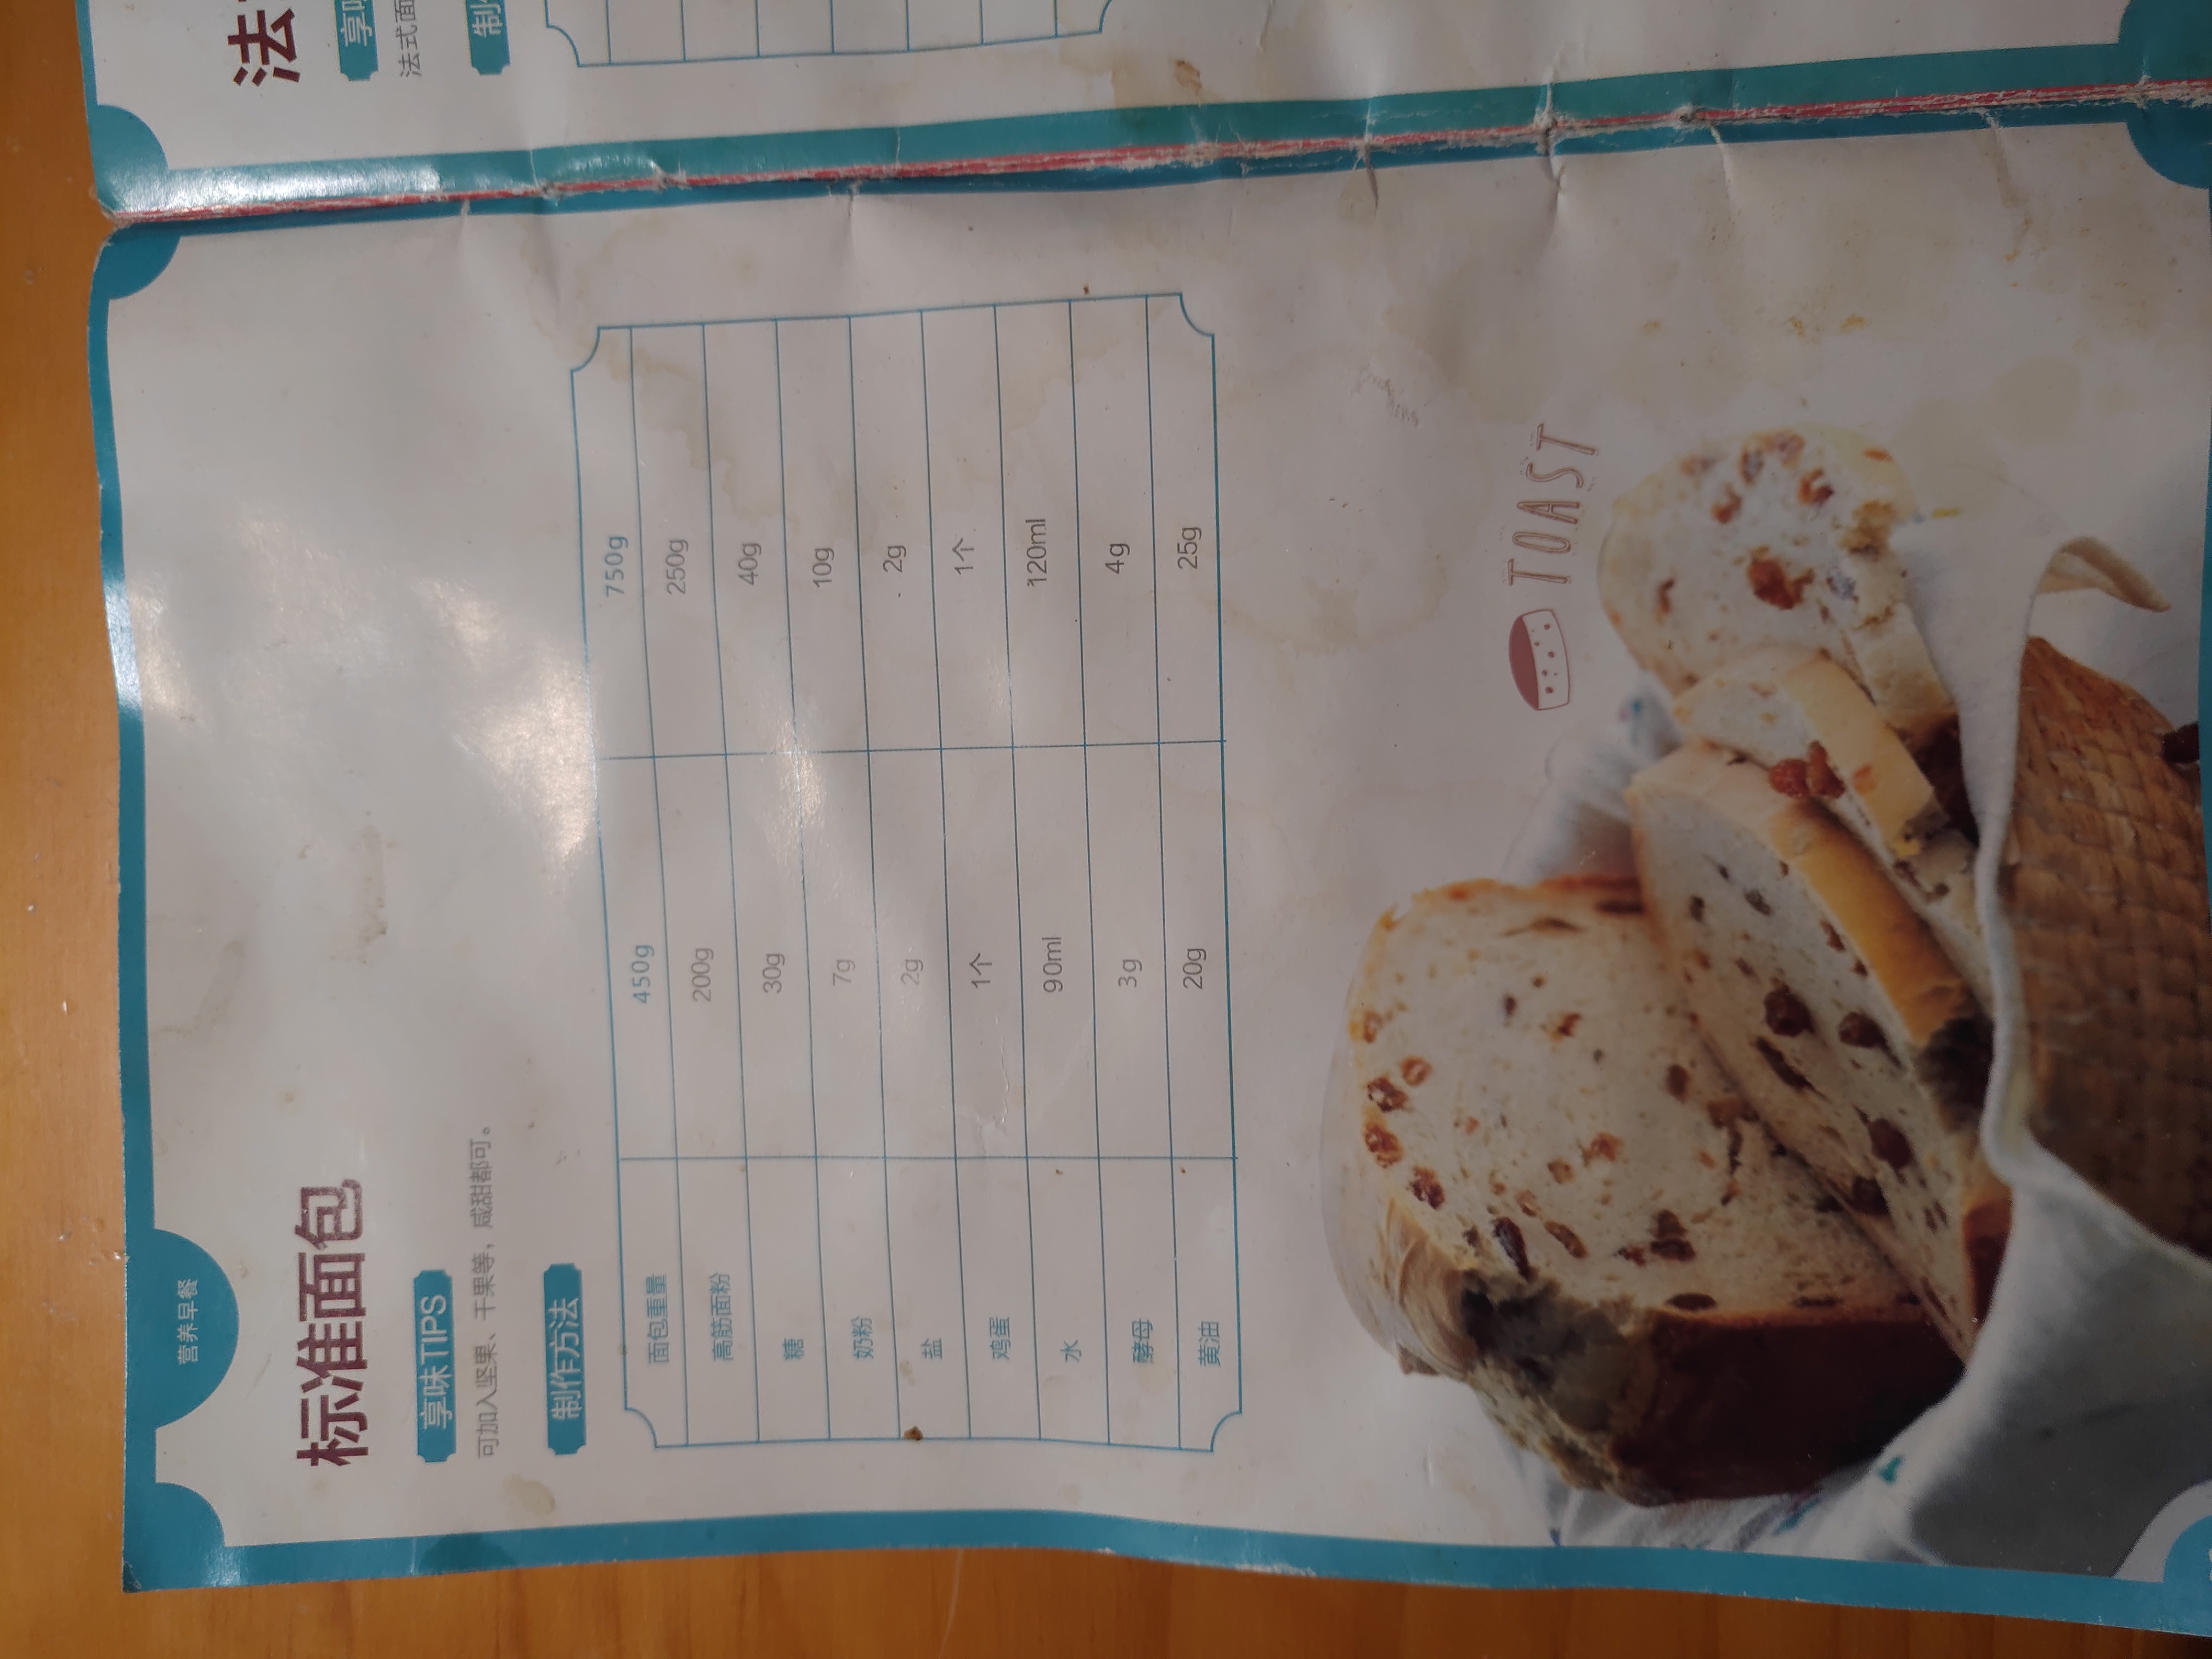 营养早餐
标准面包
享味TIPS
可加入坚果、干果等，咸甜都可。
制作方法
面包重量 450g 750g
高筋面粉 200g 250g
糖 30g 40g
奶粉 7g 10g
盐 2g 2g
鸡蛋 1个 1个
水 90ml 120ml
酵母 3g 4g
黄油 20g 25g
TOAST
法
享
法式面
制